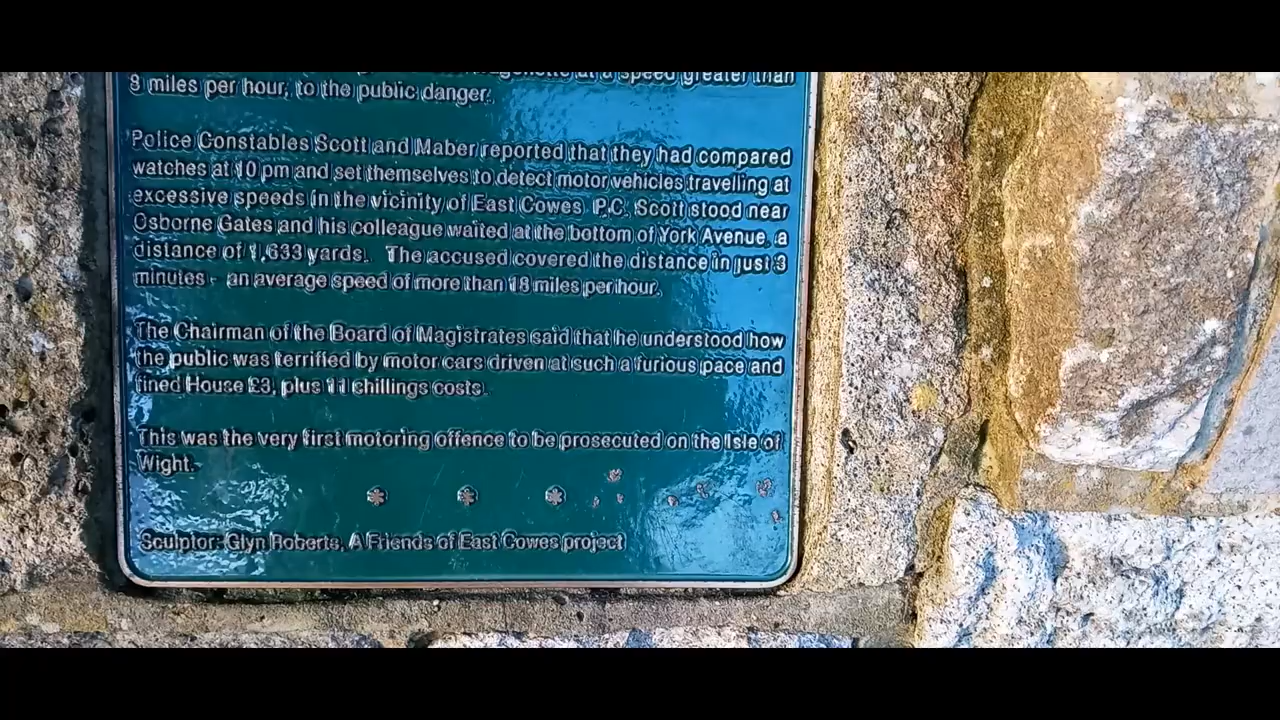 at a speed greater than
8 miles per hour, to the public danger.
Police Constables Scott and Maber reported that they had compared
watches at 10 pm and set themselves to detect motor vehicles travelling at
excessive speeds in the vicinity of East Cowes. P.C. Scott stood near
Osborne Gates and his colleague waited at the bottom of York Avenue, a
distance of 1,633 yards. The accused covered the distance in just 3
minutes - an average speed of more than 18 miles per hour.
The Chairman of the Board of Magistrates said that he understood how
the public was terrified by motor cars driven at such a furious pace and
fined House £3, plus 11 shillings costs.
This was the very first motoring offence to be prosecuted on the Isle of
Wight.
Sculptor: Glyn Roberts, A Friends of East Cowes project